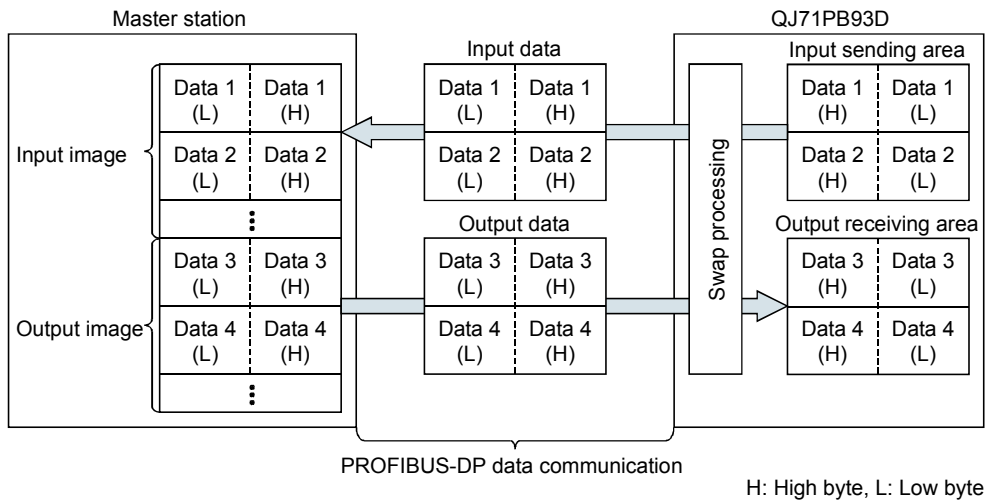 Master station
QJ71PB93D
Input data
Input sending area
Input image
Data 1 (L) Data 1 (H)
Data 2 (L) Data 2 (H)
Data 1 (L) Data 1 (H)
Data 2 (L) Data 2 (H)
Swap processing
Data 1 (H) Data 1 (L)
Data 2 (H) Data 2 (L)
Output data
Output receiving area
Output image
Data 3 (L) Data 3 (H)
Data 4 (L) Data 4 (H)
Data 3 (L) Data 3 (H)
Data 4 (L) Data 4 (H)
Data 3 (H) Data 3 (L)
Data 4 (H) Data 4 (L)
PROFIBUS-DP data communication
H: High byte, L: Low byte